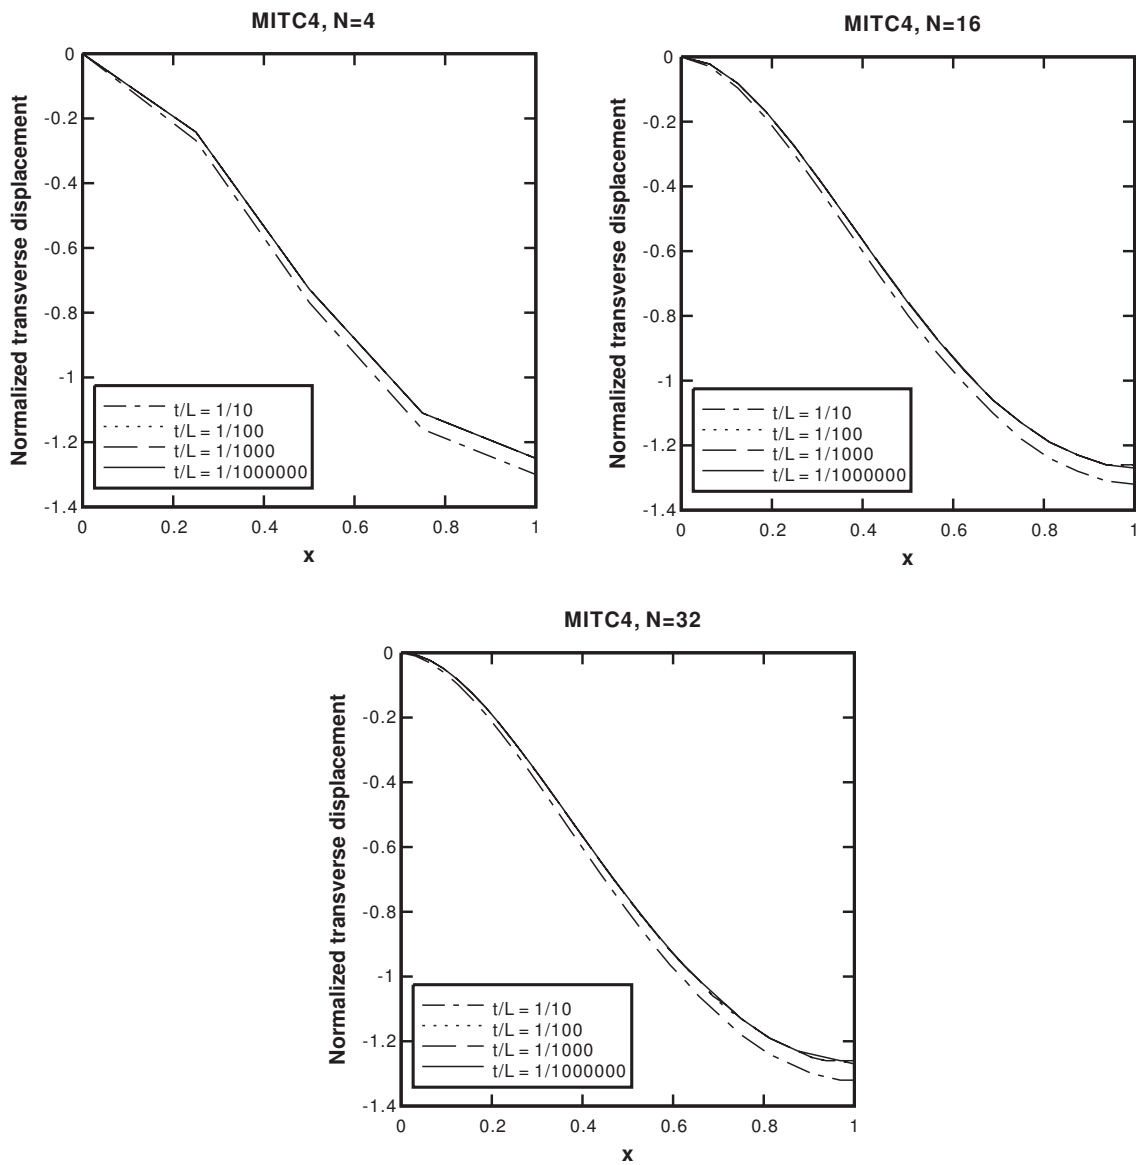 MITC4, N=4
Normalized transverse displacement
0
-0.2
-0.4
-0.6
-0.8
-1
-1.2
-1.4
t/L = 1/10
t/L = 1/100
t/L = 1/1000
t/L = 1/1000000
0
0.2
0.4
0.6
0.8
1
x
MITC4, N=16
Normalized transverse displacement
0
-0.2
-0.4
-0.6
-0.8
-1
-1.2
-1.4
t/L = 1/10
t/L = 1/100
t/L = 1/1000
t/L = 1/1000000
0
0.2
0.4
0.6
0.8
1
x
MITC4, N=32
Normalized transverse displacement
0
-0.2
-0.4
-0.6
-0.8
-1
-1.2
-1.4
t/L = 1/10
t/L = 1/100
t/L = 1/1000
t/L = 1/1000000
0
0.2
0.4
0.6
0.8
1
x